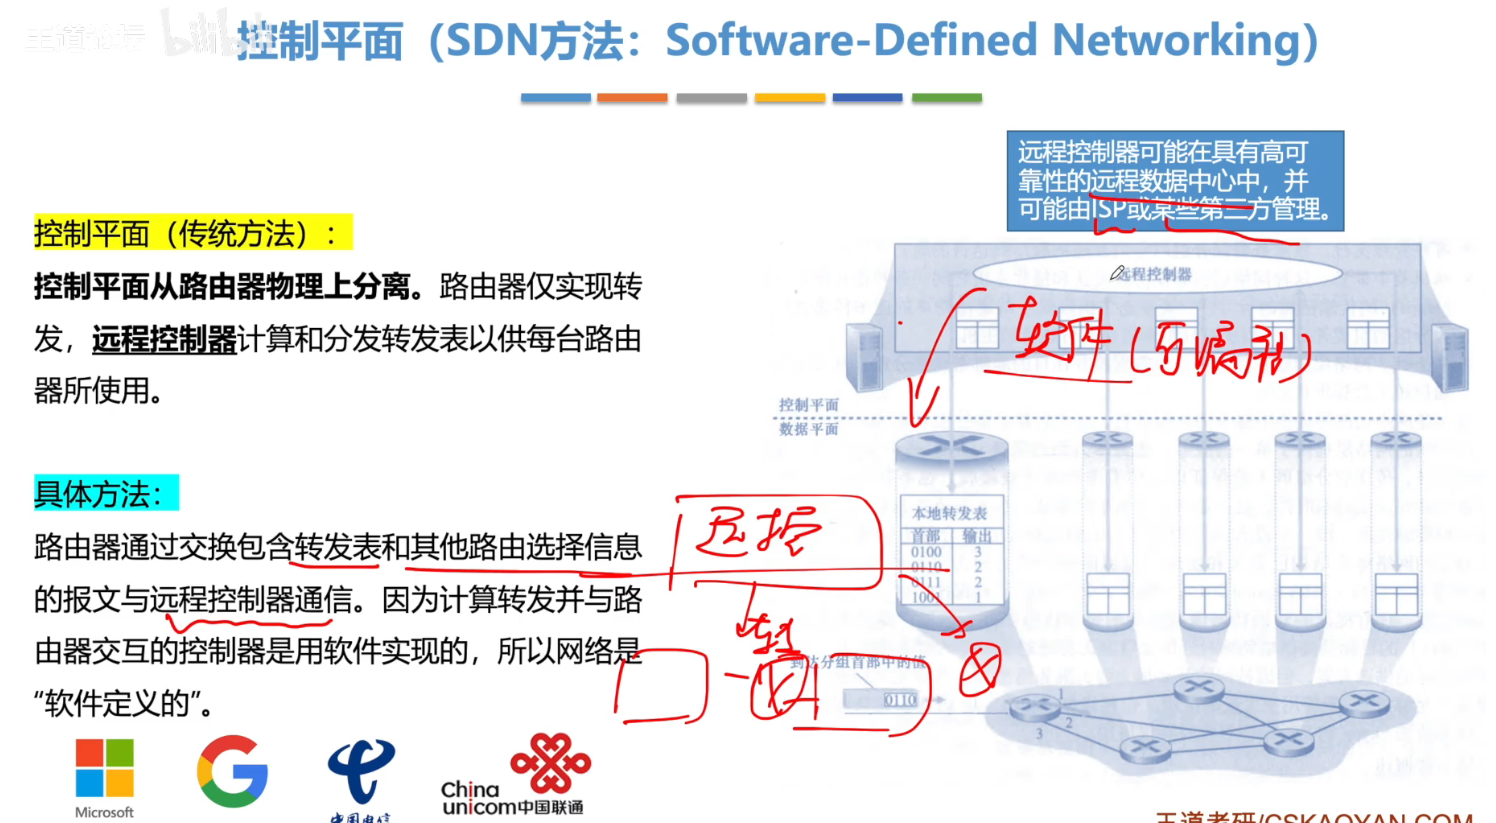 王道论坛 bilibili
控制平面（SDN方法：Software-Defined Networking）
远程控制器可能在具有高可
靠性的远程数据中心中，并
可能由ISP或某些第三方管理。
控制平面（传统方法）：
控制平面从路由器物理上分离。路由器仅实现转
发，远程控制器计算和分发转发表以供每台路由
器所使用。
具体方法：
路由器通过交换包含转发表和其他路由选择信息
的报文与远程控制器通信。因为计算转发并与路
由器交互的控制器是用软件实现的，所以网络是
“软件定义的”。
远程控制器
软件(可编程)
控制平面
数据平面
本地转发表
首部 输出
0100 3
0110 2
0111 2
1001 1
远控
转
到达分组首部中的值
0110
1
2
3
Microsoft
中国电信
China
unicom中国联通
王道考研/CSKAOYAN.COM